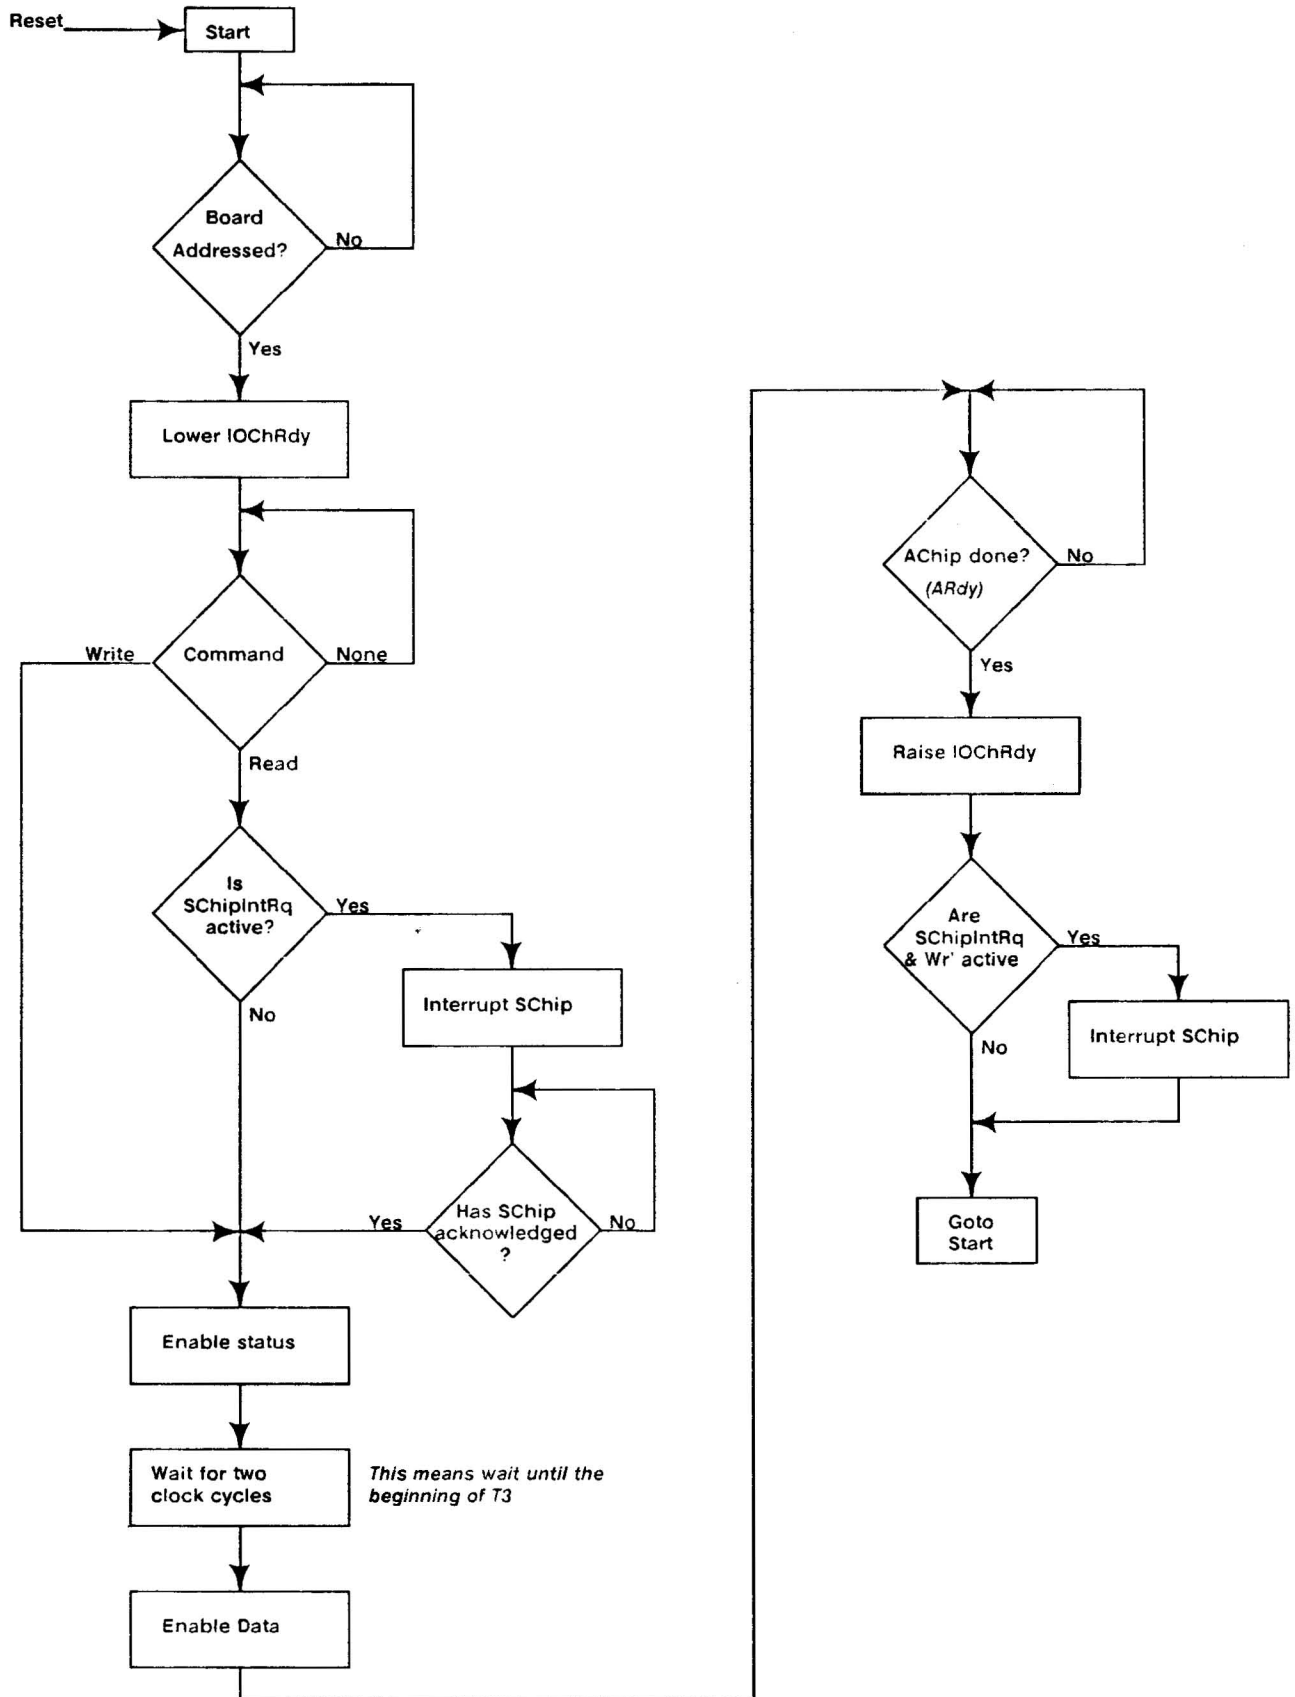 Reset
Start
Board
Addressed?
No
Yes
Lower IOChRdy
Write
Command
None
Read
Is
SChipIntRq
active?
Yes
No
Interrupt SChip
Has SChip
acknowledged
?
Yes
No
Enable status
Wait for two
clock cycles
This means wait until the
beginning of T3
Enable Data
AChip done?
(ARdy)
No
Yes
Raise IOChRdy
Are
SChipIntRq
& Wr' active
Yes
No
Interrupt SChip
Goto
Start